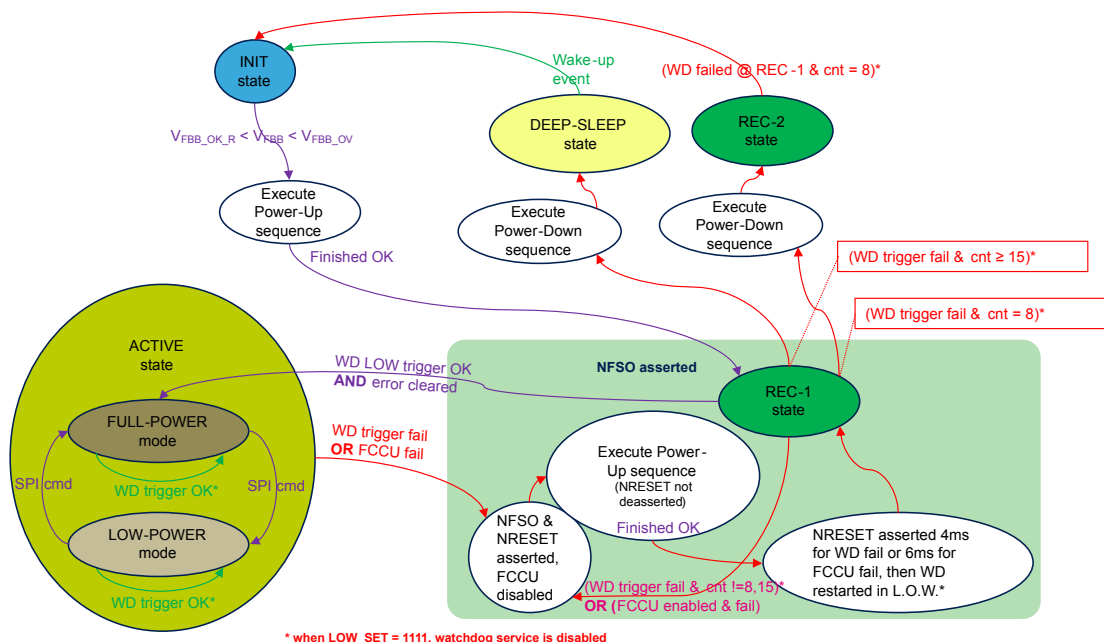 INIT
state
Wake-up
event
(WD failed @ REC-1 & cnt = 8)*
VFBB_OK_R < VFBB < VFBB_OV
DEEP-SLEEP
state
REC-2
state
Execute
Power-Up
sequence
Execute
Power-Down
sequence
Execute
Power-Down
sequence
Finished OK
(WD trigger fail & cnt ≥ 15)*
(WD trigger fail & cnt = 8)*
ACTIVE
state
WD LOW trigger OK
AND error cleared
NFSO asserted
REC-1
state
FULL-POWER
mode
WD trigger fail
OR FCCU fail
Execute Power-
Up sequence
(NRESET not
deasserted)
SPI cmd
WD trigger OK*
SPI cmd
LOW-POWER
mode
WD trigger OK*
NFSO &
NRESET
asserted,
FCCU
disabled
Finished OK
NRESET asserted 4ms
for WD fail or 6ms for
FCCU fail, then WD
restarted in L.O.W.*
(WD trigger fail & cnt !=8,15)*
OR (FCCU enabled & fail)
* when LOW_SET = 1111, watchdog service is disabled